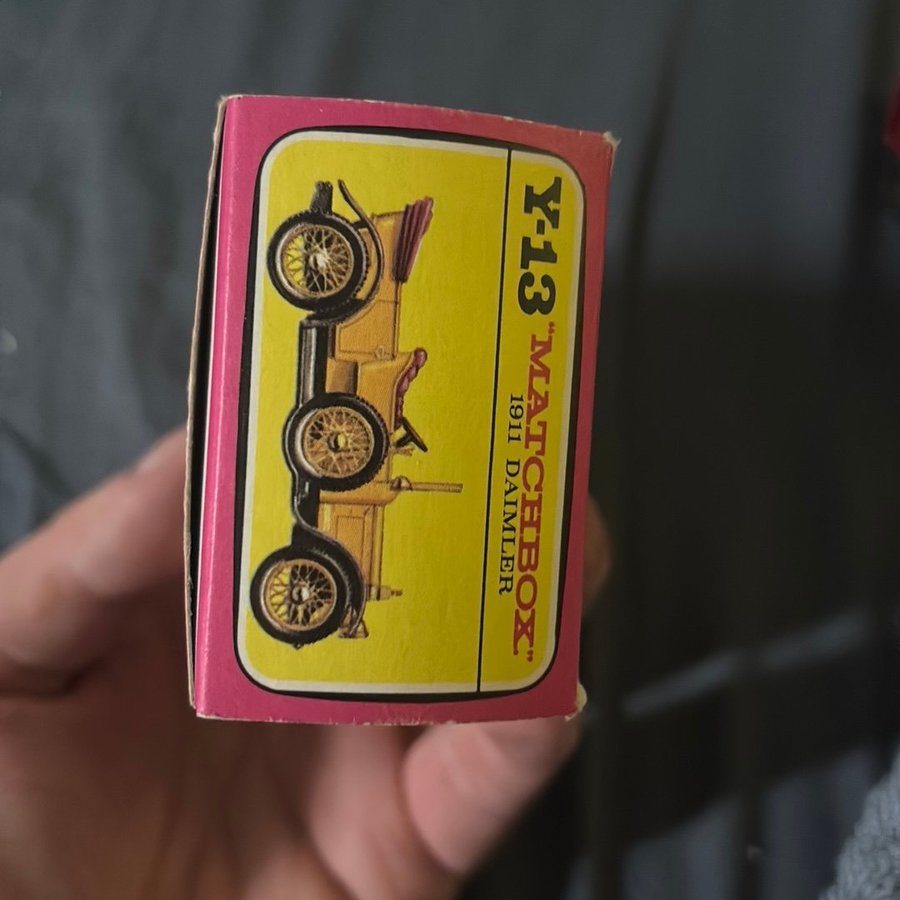 Y-13 "MATCHBOX"
1911 DAIMLER